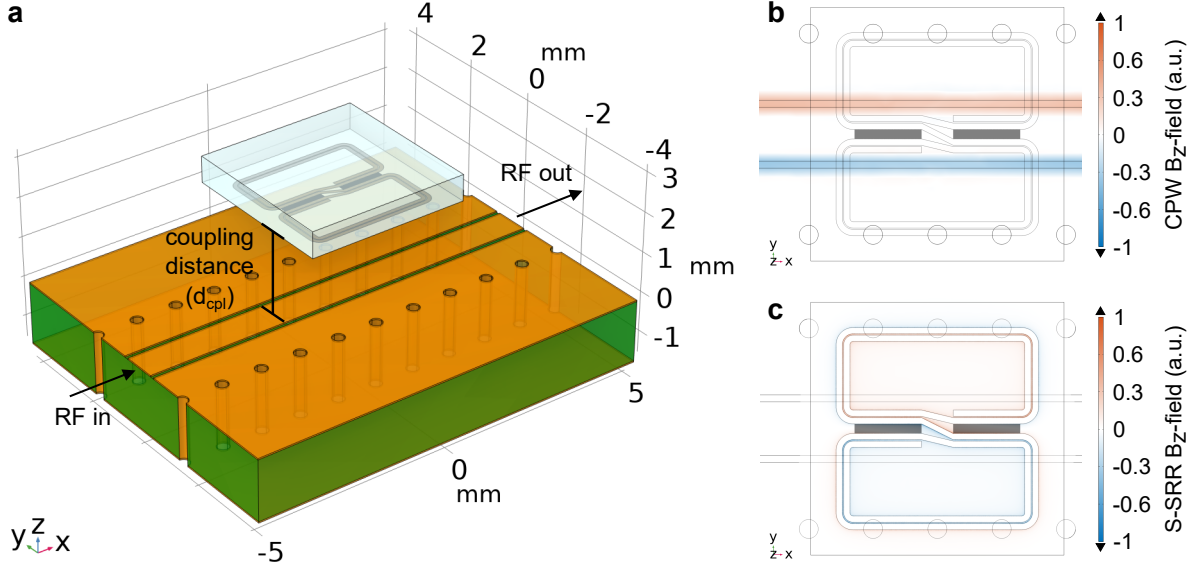 a
4
2
mm
0
-2
-4
3
2
1
mm
0
-1
RF out
coupling
distance
(dcpl)
RF in
5
0
mm
-5
y z x
b
1
0.6
0.3
0
-0.3
-0.6
-1
CPW BZ-field (a.u.)
y
z x
c
1
0.6
0.3
0
-0.3
-0.6
-1
S-SRR BZ-field (a.u.)
y
z x